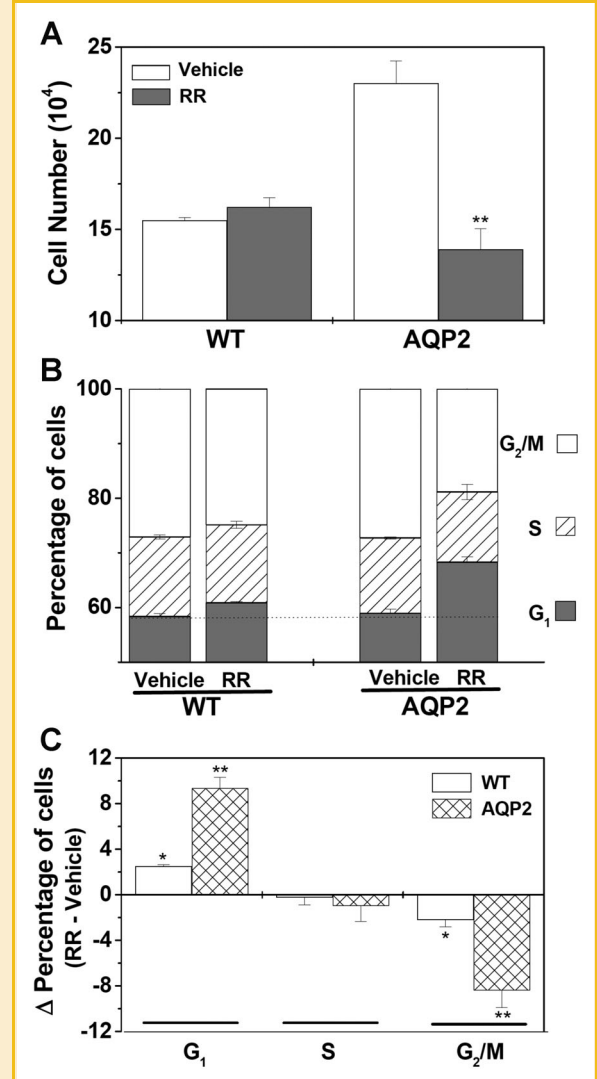 A
25
Vehicle
RR
20
15
10
Cell Number (10⁴)
**
WT AQP2
B
100
80
60
Percentage of cells
G₂/M
S
G₁
Vehicle RR Vehicle RR
WT AQP2
C
12
8
4
0
-4
-8
-12
Δ Percentage of cells
(RR - Vehicle)
WT
AQP2
*
**
*
**
G₁ S G₂/M